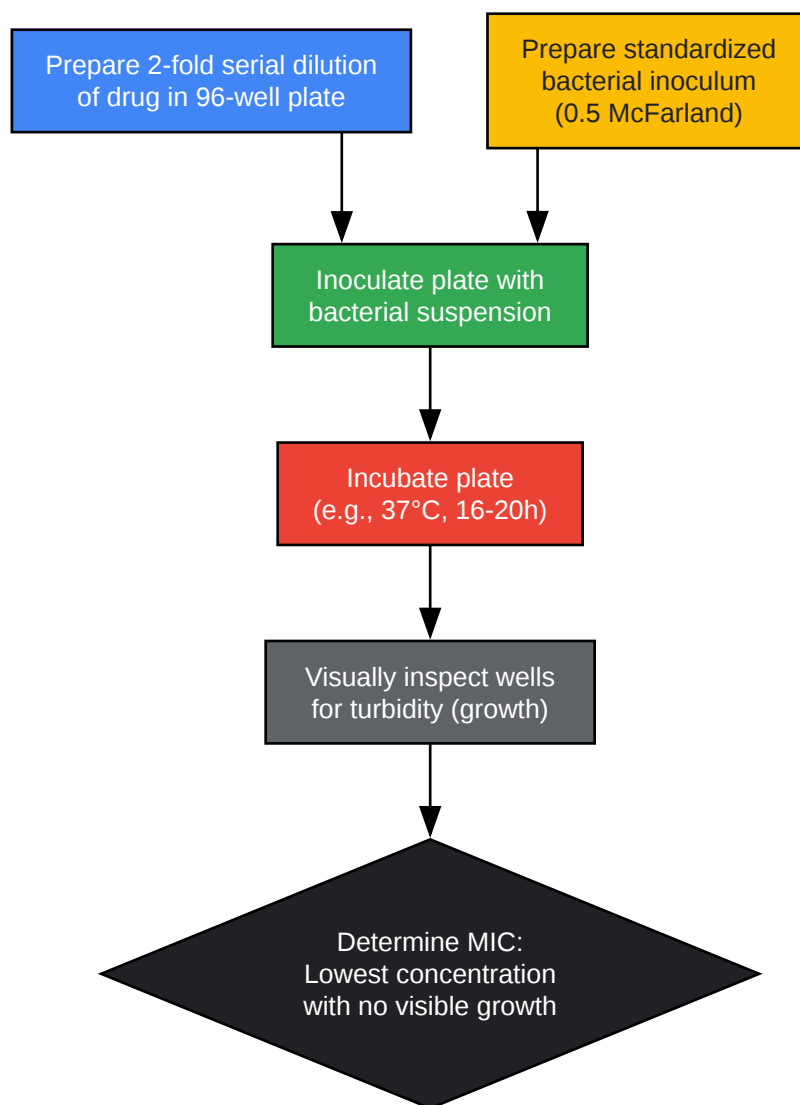 Prepare 2-fold serial dilution
of drug in 96-well plate
Prepare standardized
bacterial inoculum
(0.5 McFarland)
Inoculate plate with
bacterial suspension
Incubate plate
(e.g., 37°C, 16-20h)
Visually inspect wells
for turbidity (growth)
Determine MIC:
Lowest concentration
with no visible growth